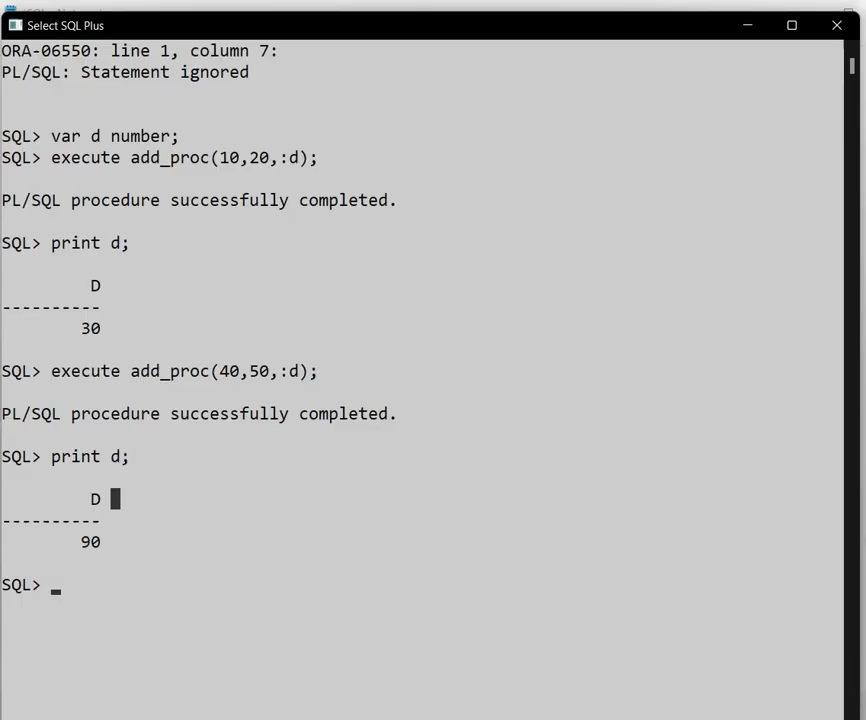 Select SQL Plus
ORA-06550: line 1, column 7:
PL/SQL: Statement ignored
SQL> var d number;
SQL> execute add_proc(10,20,:d);
PL/SQL procedure successfully completed.
SQL> print d;
D
----------
30
SQL> execute add_proc(40,50,:d);
PL/SQL procedure successfully completed.
SQL> print d;
D
----------
90
SQL>